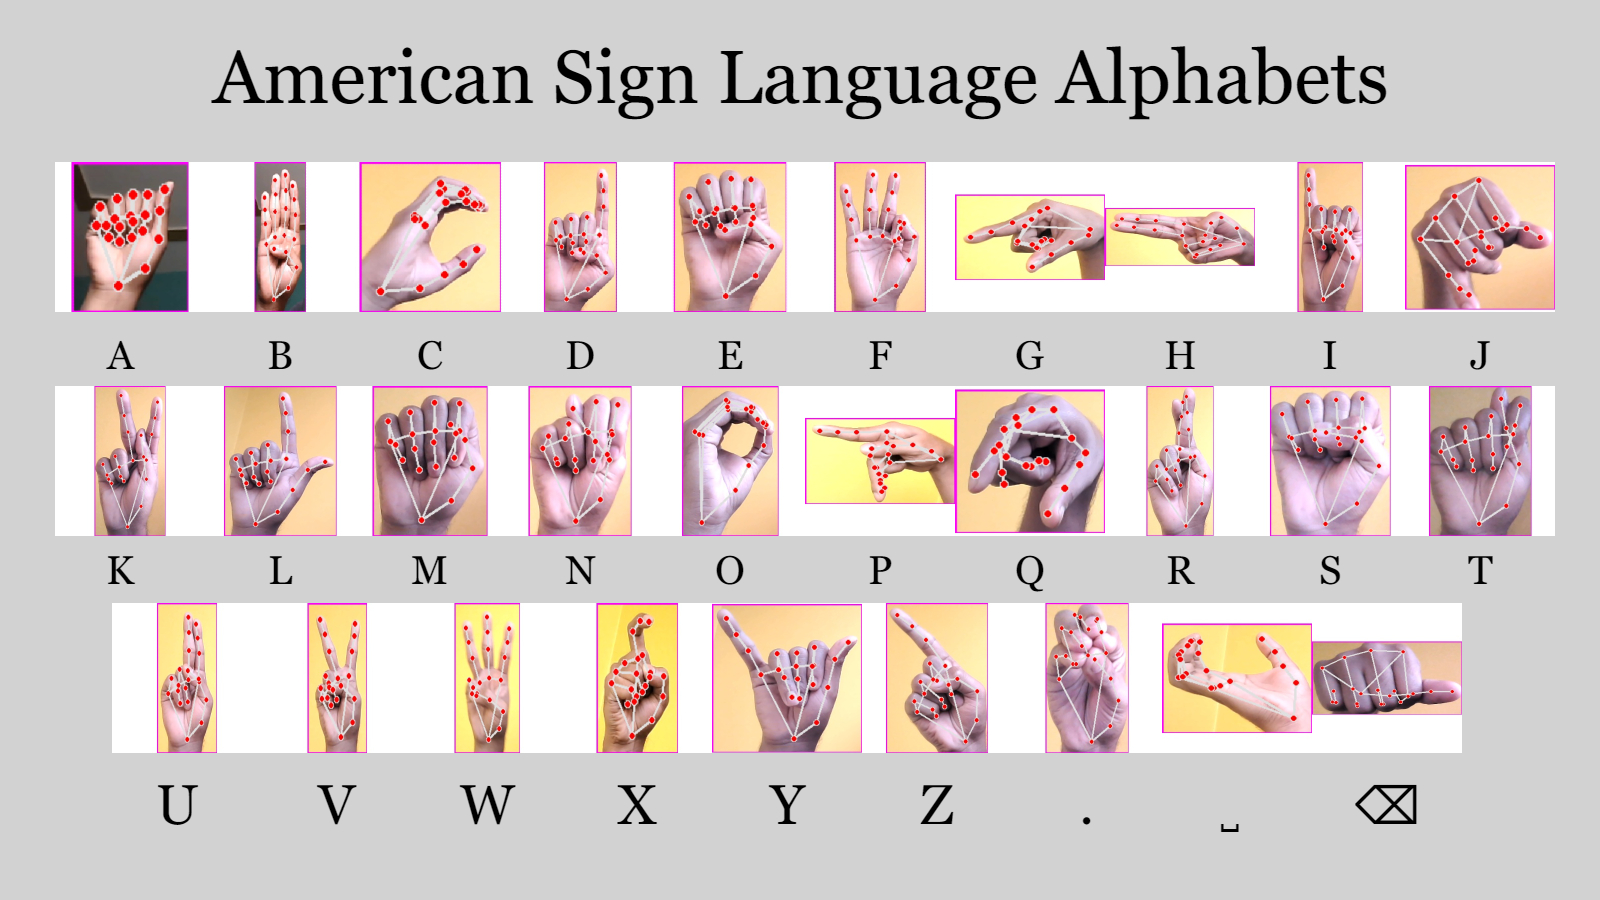 American Sign Language Alphabets
A B C D E F G H I J
K L M N O P Q R S T
U V W X Y Z . ␣ ⌫